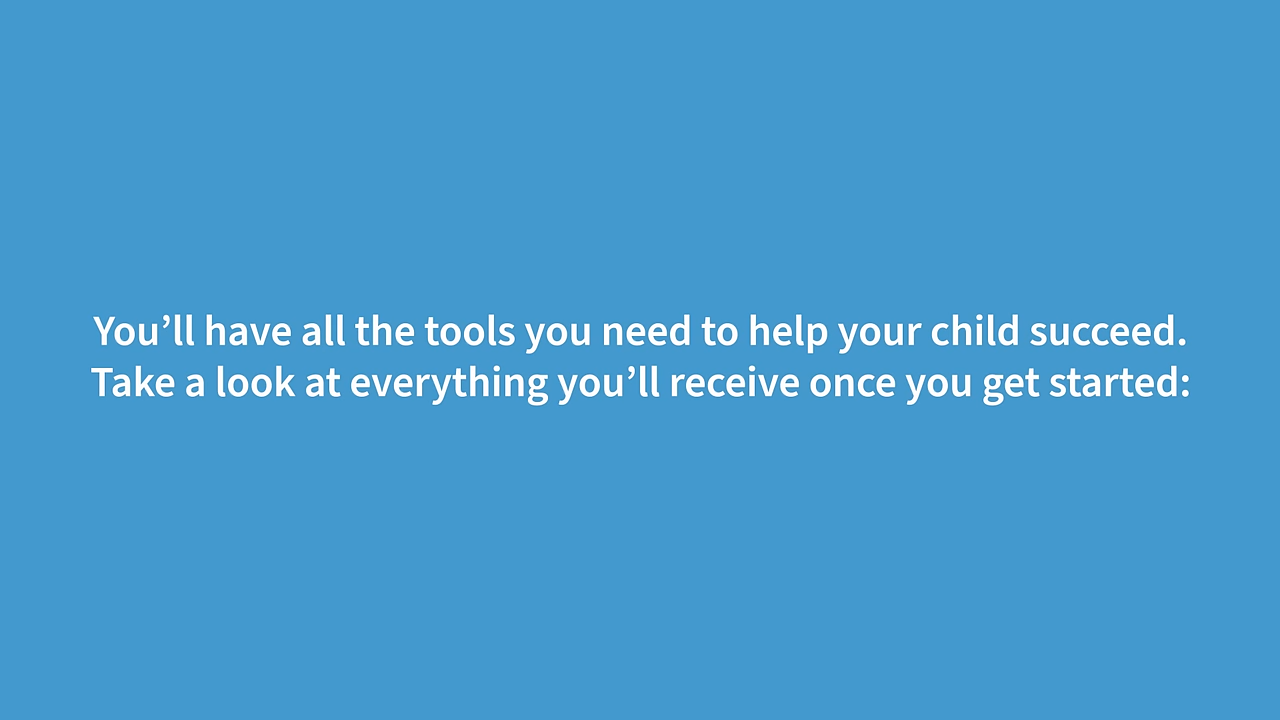 You’ll have all the tools you need to help your child succeed.
Take a look at everything you’ll receive once you get started: